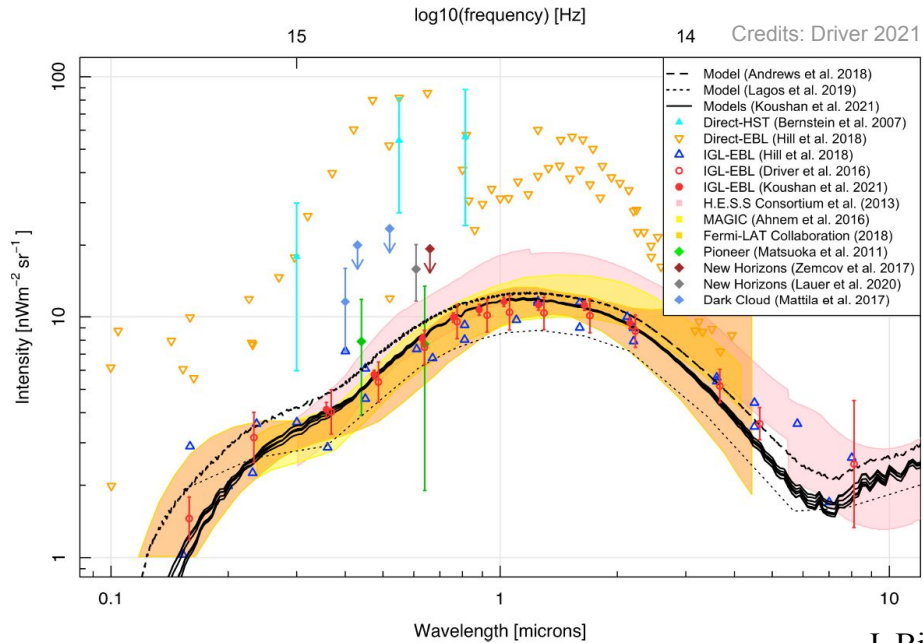 log10(frequency) [Hz]
15
14
Credits: Driver 2021
100
10
1
Intensity [nWm−2 sr−1]
Model (Andrews et al. 2018)
Model (Lagos et al. 2019)
Models (Koushan et al. 2021)
Direct-HST (Bernstein et al. 2007)
Direct-EBL (Hill et al. 2018)
IGL-EBL (Hill et al. 2018)
IGL-EBL (Driver et al. 2016)
IGL-EBL (Koushan et al. 2021)
H.E.S.S Consortium et al. (2013)
MAGIC (Ahnem et al. 2016)
Fermi-LAT Collaboration (2018)
Pioneer (Matsuoka et al. 2011)
New Horizons (Zemcov et al. 2017)
New Horizons (Lauer et al. 2020)
Dark Cloud (Mattila et al. 2017)
0.1
1
10
Wavelength [microns]